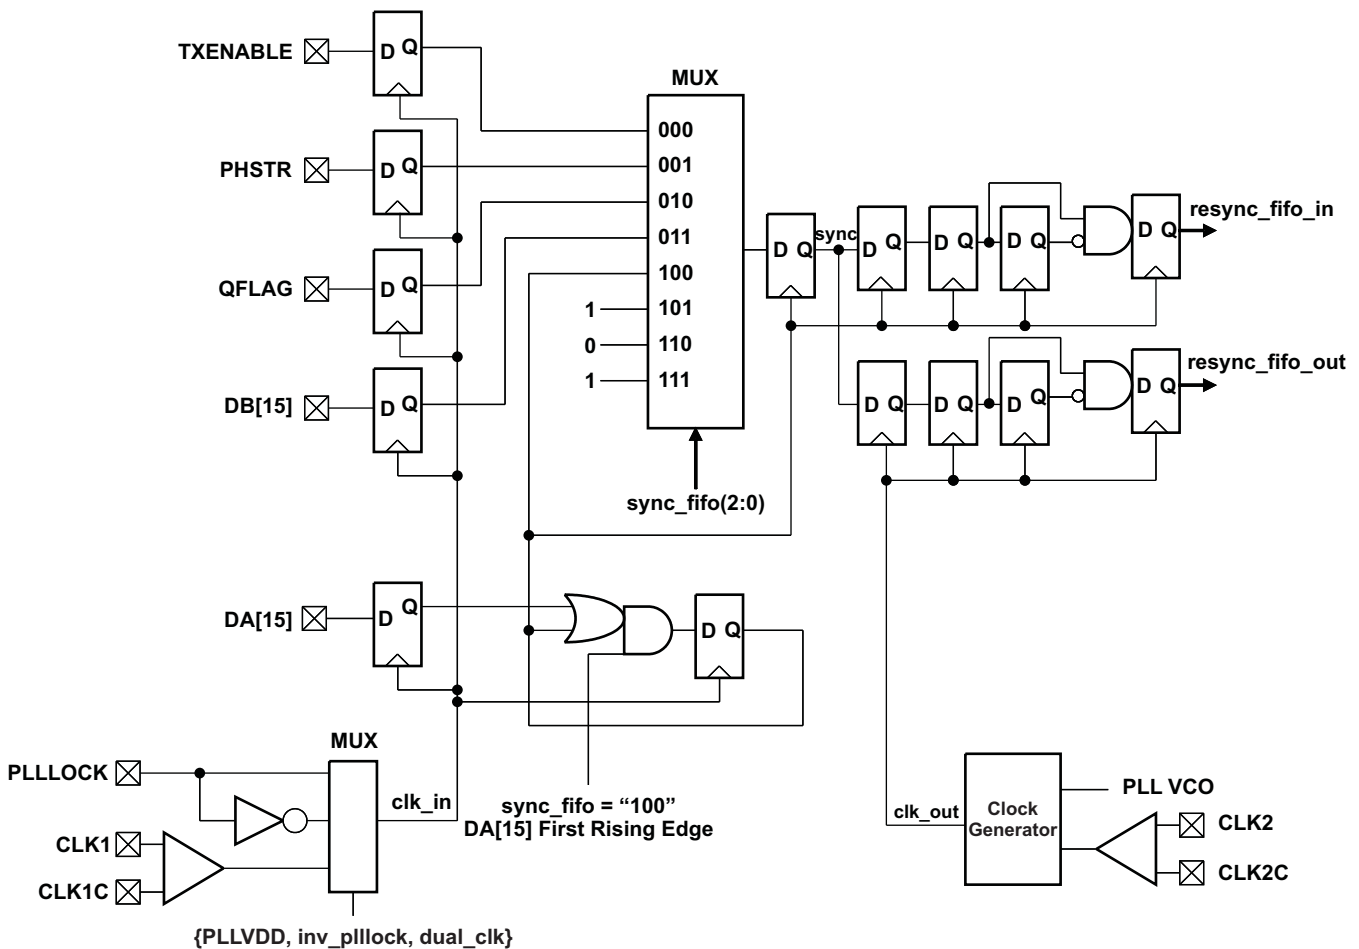 TXENABLE
D Q
PHSTR
D Q
QFLAG
D Q
DB[15]
D Q
MUX
000
001
010
011
100
1 101
0 110
1 111
sync_fifo(2:0)
D Q
sync
D Q
D Q
D Q
D Q
resync_fifo_in
D Q
D Q
D Q
D Q
resync_fifo_out
DA[15]
D Q
D Q
sync_fifo = “100”
DA[15] First Rising Edge
MUX
PLLLOCK
CLK1
CLK1C
clk_in
{PLLVDD, inv_plllock, dual_clk}
clk_out
Clock
Generator
PLL VCO
CLK2
CLK2C